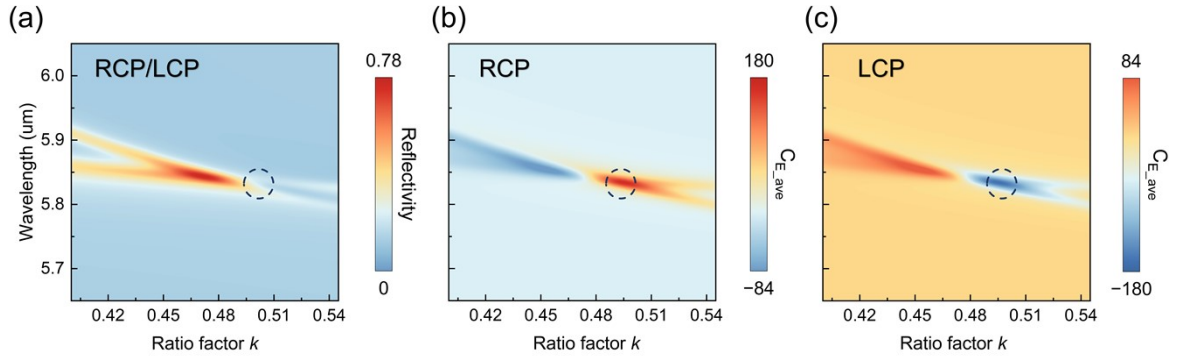 (a)
RCP/LCP
6.0
5.9
5.8
5.7
Wavelength (um)
0.42 0.45 0.48 0.51 0.54
Ratio factor k
0.78
Reflectivity
0
(b)
RCP
0.42 0.45 0.48 0.51 0.54
Ratio factor k
180
C_E_ave
−84
(c)
LCP
0.42 0.45 0.48 0.51 0.54
Ratio factor k
84
C_E_ave
−180